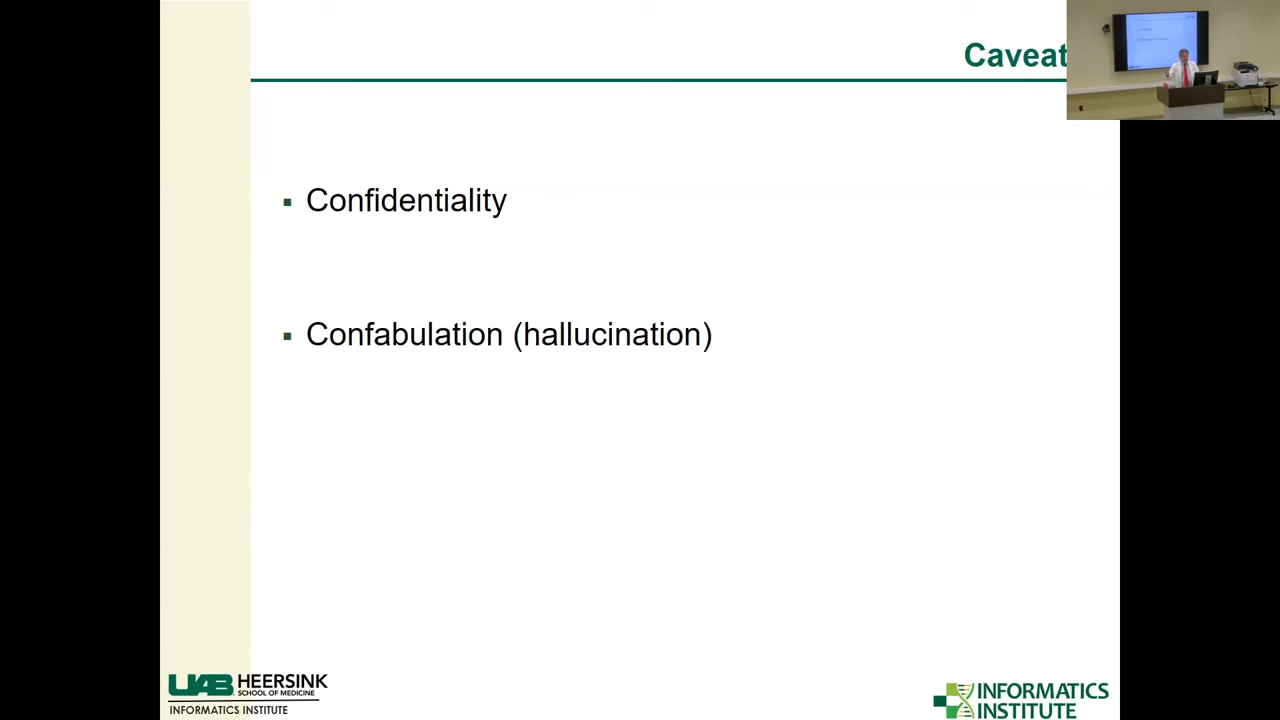 Caveat
Confidentiality
Confabulation (hallucination)
UAB HEERSINK
SCHOOL OF MEDICINE
INFORMATICS INSTITUTE
INFORMATICS
INSTITUTE